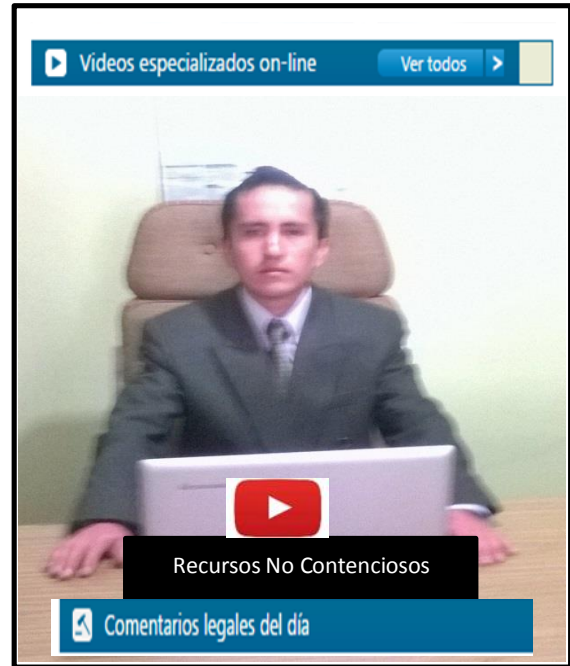 Videos especializados on-line
Ver todos >
Recursos No Contenciosos
Comentarios legales del día